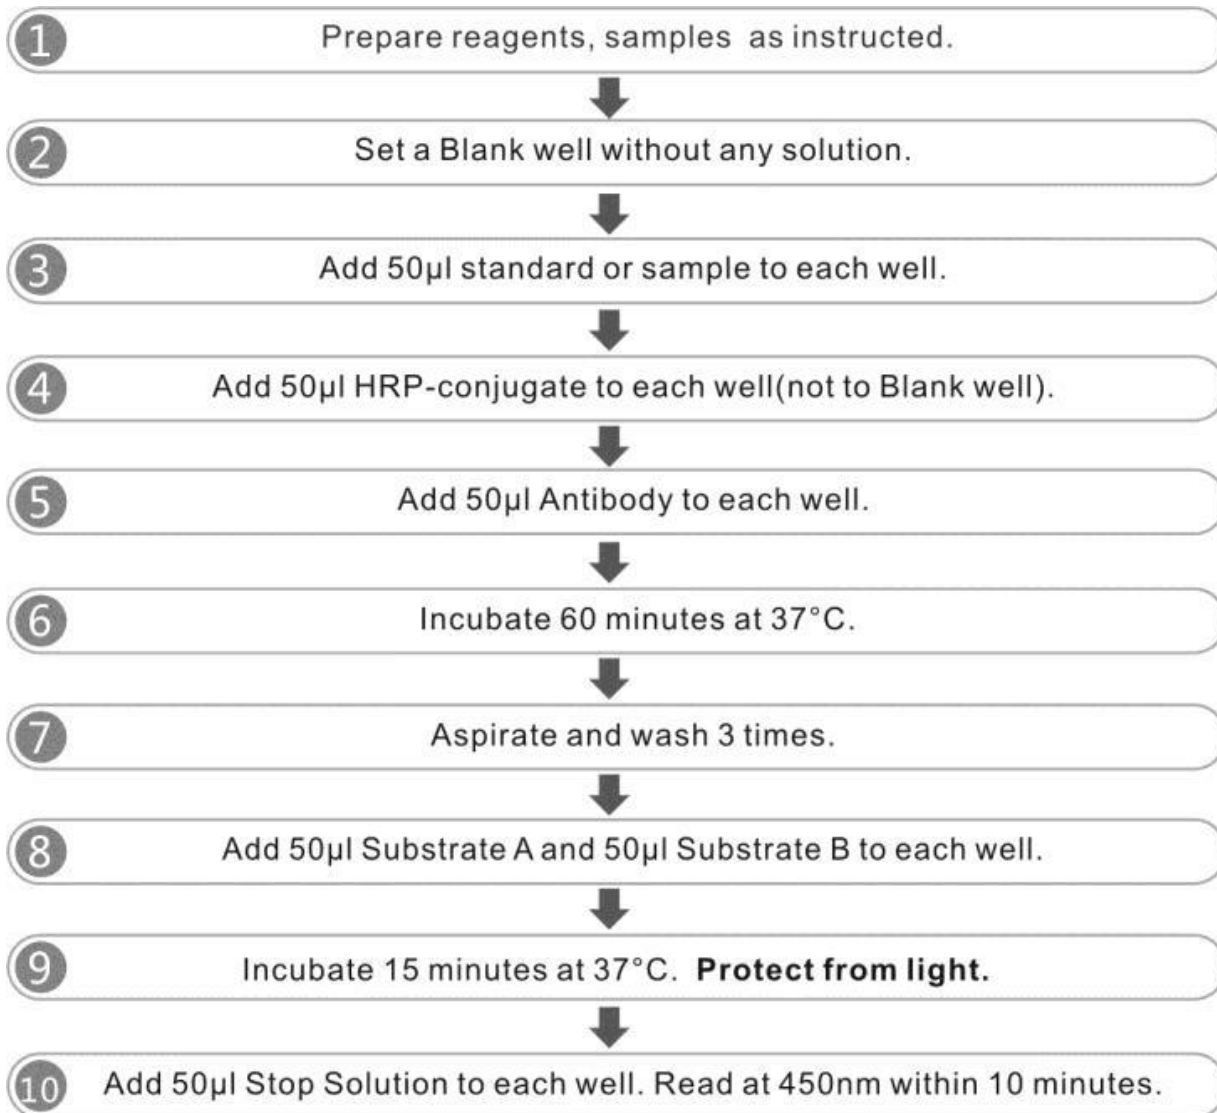 1 Prepare reagents, samples as instructed.
2 Set a Blank well without any solution.
3 Add 50µl standard or sample to each well.
4 Add 50µl HRP-conjugate to each well(not to Blank well).
5 Add 50µl Antibody to each well.
6 Incubate 60 minutes at 37°C.
7 Aspirate and wash 3 times.
8 Add 50µl Substrate A and 50µl Substrate B to each well.
9 Incubate 15 minutes at 37°C. Protect from light.
10 Add 50µl Stop Solution to each well. Read at 450nm within 10 minutes.